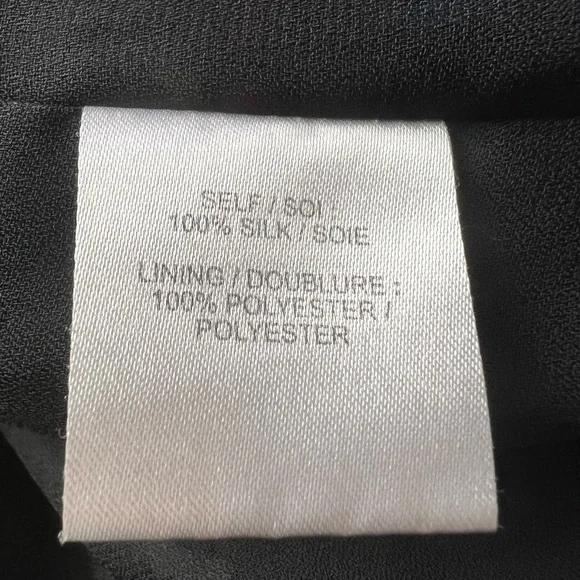 SELF / SOI :
100% SILK / SOIE
LINING / DOUBLURE :
100% POLYESTER /
POLYESTER